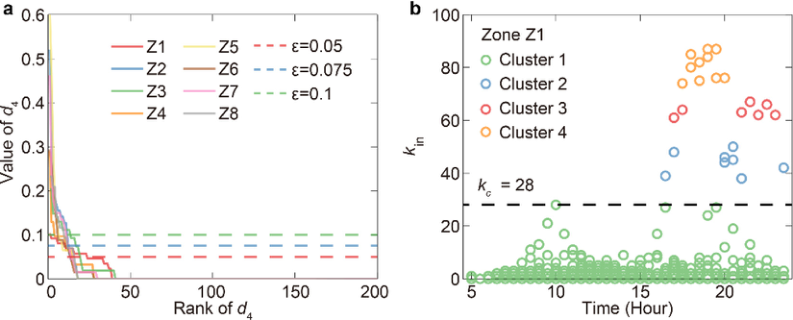 a
Value of d4
0.6
0.5
0.4
0.3
0.2
0.1
0
Z1 Z5 ε=0.05
Z2 Z6 ε=0.075
Z3 Z7 ε=0.1
Z4 Z8
0 50 100 150 200
Rank of d4
b
kin
100
80
60
40
20
0
Zone Z1
Cluster 1
Cluster 2
Cluster 3
Cluster 4
kc = 28
5 10 15 20
Time (Hour)